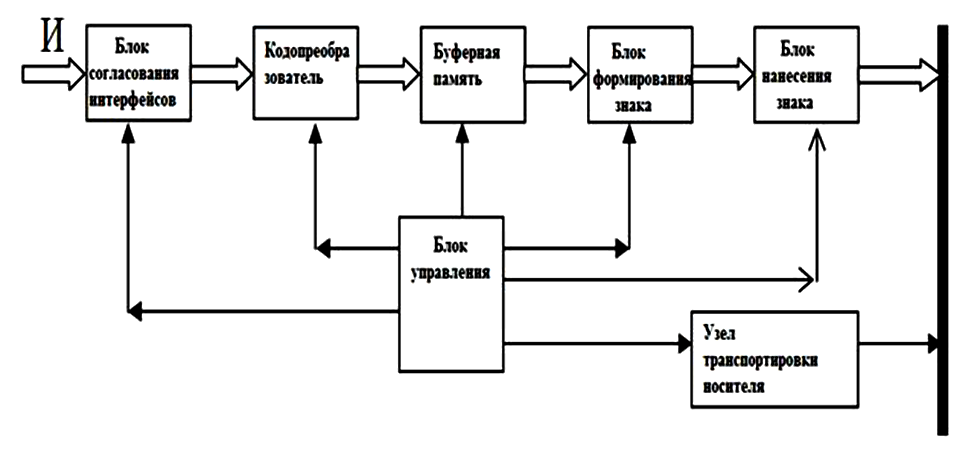 И
Блок
согласования
интерфейсов
Кодопреобра
зователь
Буферная
память
Блок
формирования
знака
Блок
нанесения
знака
Блок
управления
Узел
транспортировки
носителя